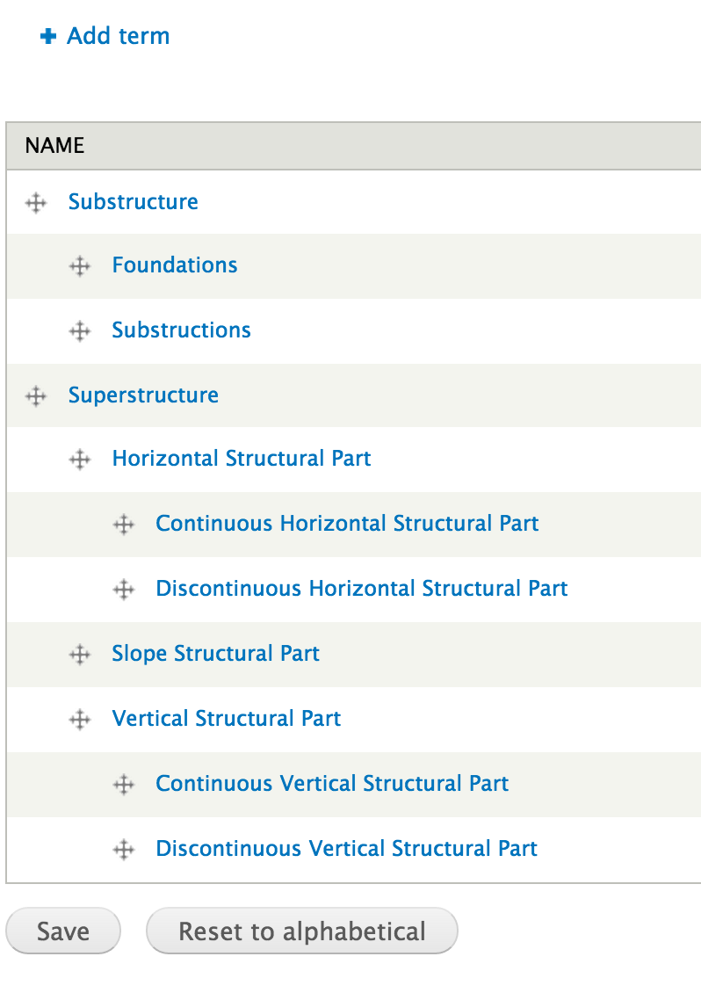 Add term
NAME
Substructure
Foundations
Substructions
Superstructure
Horizontal Structural Part
Continuous Horizontal Structural Part
Discontinuous Horizontal Structural Part
Slope Structural Part
Vertical Structural Part
Continuous Vertical Structural Part
Discontinuous Vertical Structural Part
Save Reset to alphabetical